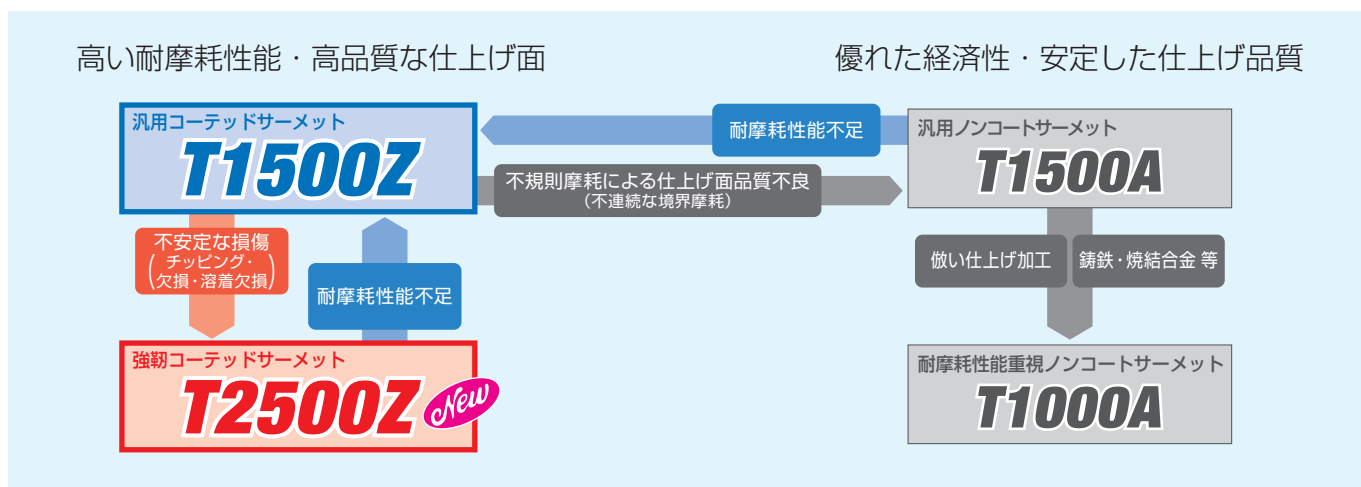 高い耐摩耗性能・高品質な仕上げ面
優れた経済性・安定した仕上げ品質
汎用コーテッドサーメット
T1500Z
耐摩耗性能不足
汎用ノンコートサーメット
T1500A
不規則摩耗による仕上げ面品質不良
（不連続な境界摩耗）
不安定な損傷
（チッピング・
欠損・溶着欠損）
耐摩耗性能不足
倣い仕上げ加工
鋳鉄・焼結合金 等
強靭コーテッドサーメット
T2500Z New
耐摩耗性能重視ノンコートサーメット
T1000A